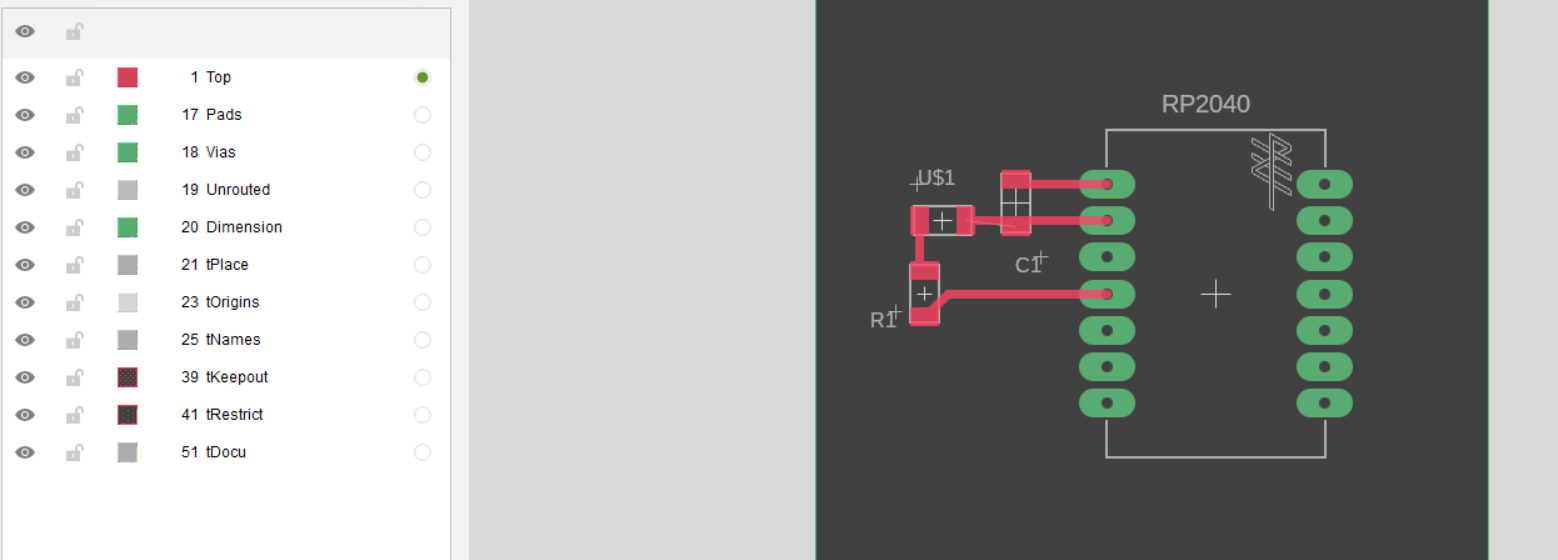 1 Top
17 Pads
18 Vias
19 Unrouted
20 Dimension
21 tPlace
23 tOrigins
25 tNames
39 tKeepout
41 tRestrict
51 tDocu
RP2040
U$1
C1
R1